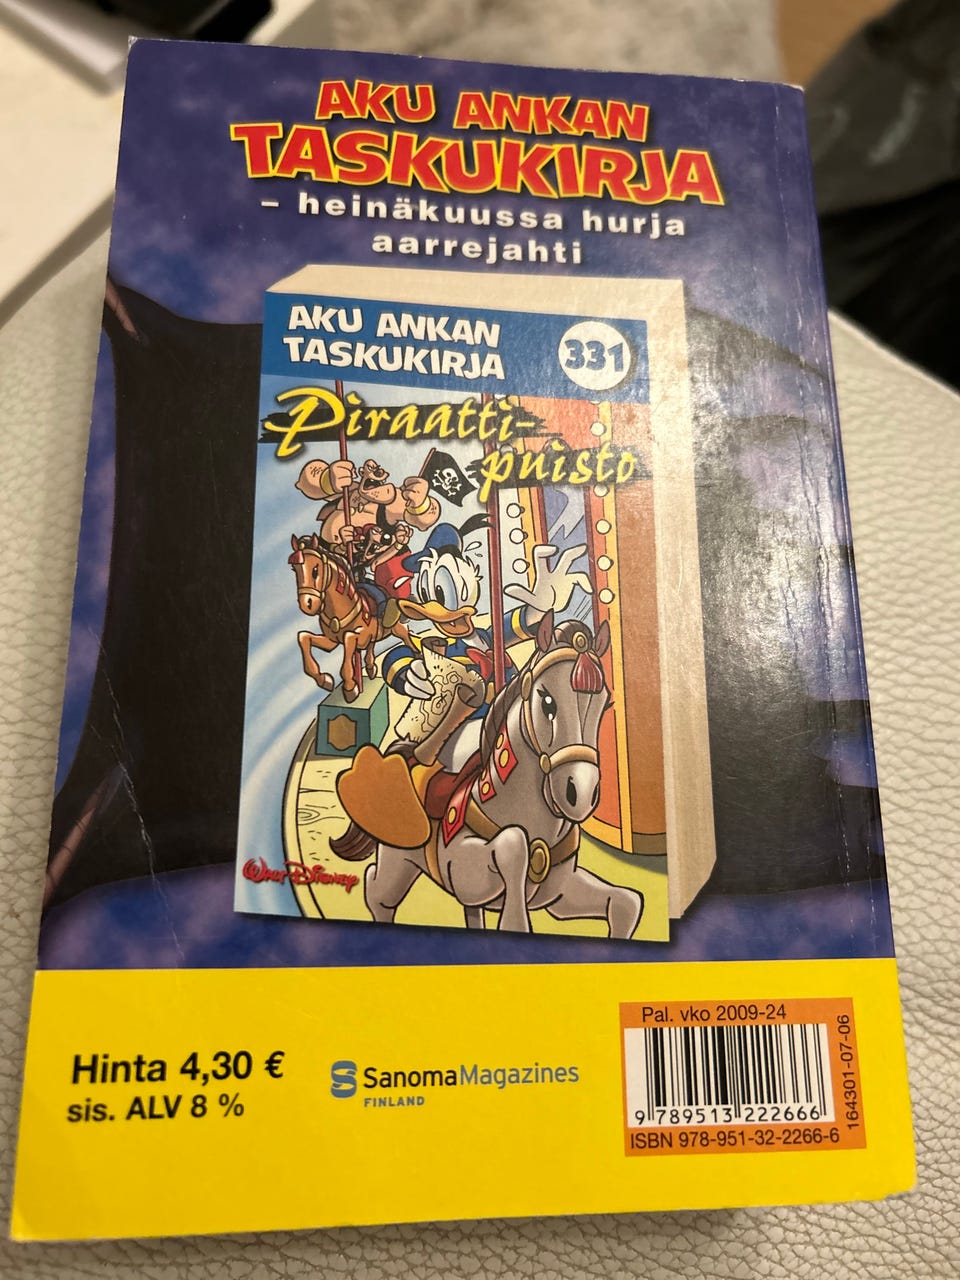 AKU ANKAN
TASKUKIRJA
– heinäkuussa hurja
aarrejahti
AKU ANKAN
TASKUKIRJA
331
Piraatti-
puisto
WALT DISNEY
Hinta 4,30 €
sis. ALV 8 %
SanomaMagazines
FINLAND
Pal. vko 2009-24
9 789513 222666
ISBN 978-951-32-2266-6
164301-07-06